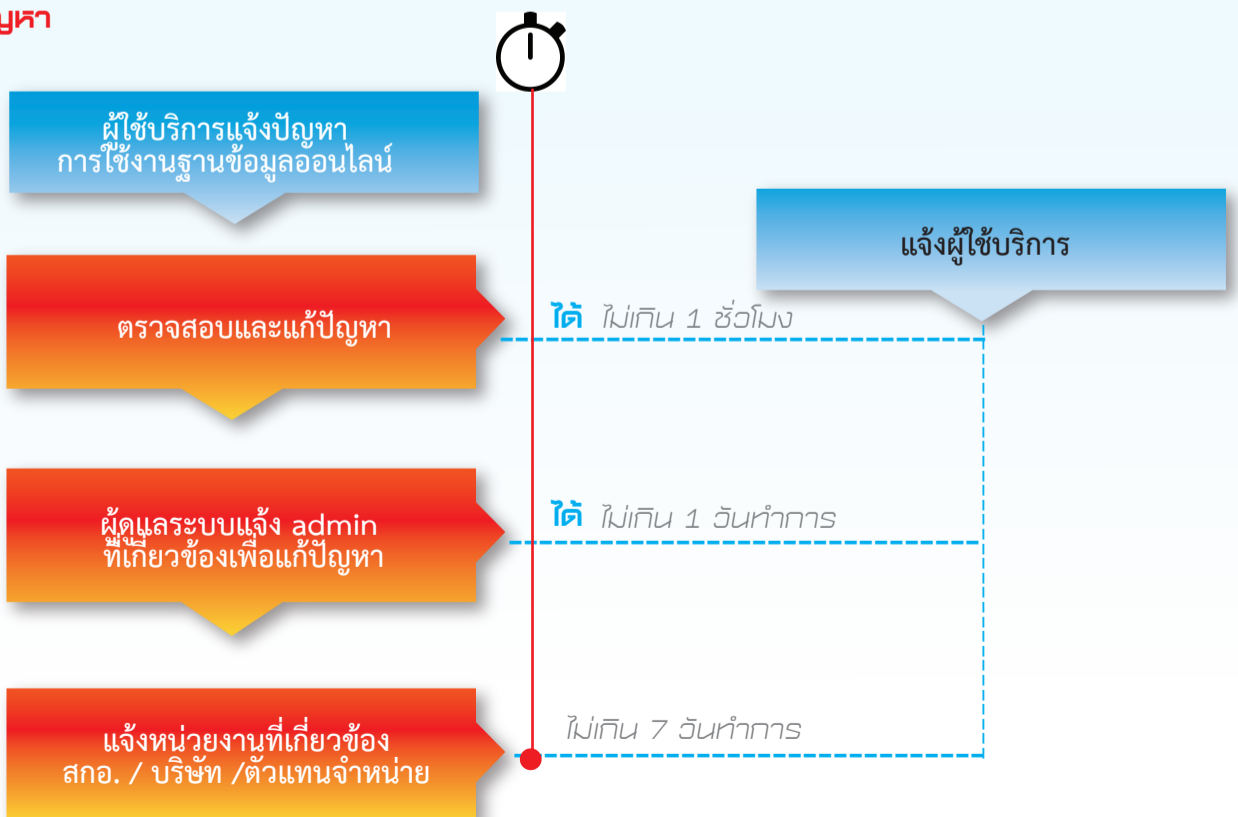 ผู้ใช้บริการแจ้งปัญหา
การใช้งานฐานข้อมูลออนไลน์
แจ้งผู้ใช้บริการ
ตรวจสอบและแก้ปัญหา
ได้ ไม่เกิน 1 ชั่วโมง
ผู้ดูแลระบบแจ้ง admin
ที่เกี่ยวข้องเพื่อแก้ปัญหา
ได้ ไม่เกิน 1 วันทำการ
แจ้งหน่วยงานที่เกี่ยวข้อง
สกอ. / บริษัท /ตัวแทนจำหน่าย
ไม่เกิน 7 วันทำการ